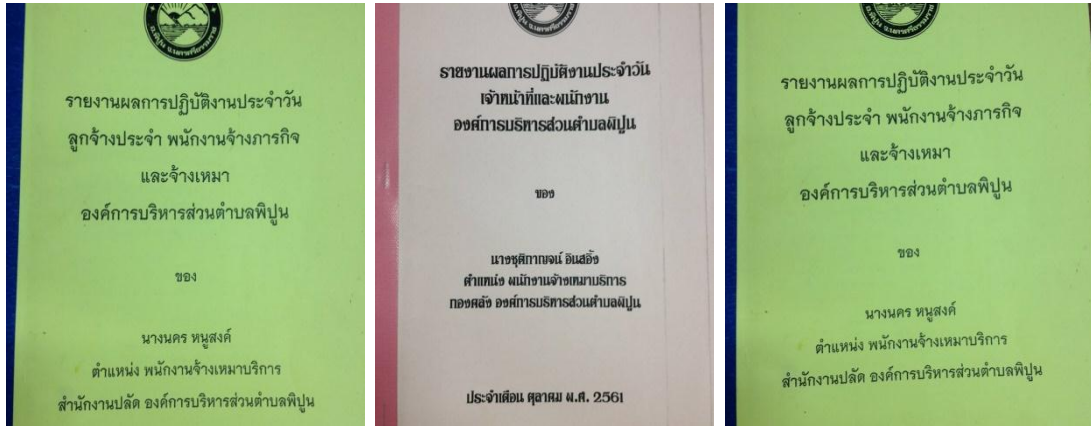 รายงานผลการปฏิบัติงานประจำวัน
ลูกจ้างประจำ พนักงานจ้างภารกิจ
และจ้างเหมา
องค์การบริหารส่วนตำบลพิปูน
ของ
นางนคร หนูสงค์
ตำแหน่ง พนักงานจ้างเหมาบริการ
สำนักงานปลัด องค์การบริหารส่วนตำบลพิปูน
รายงานผลการปฏิบัติงานประจำวัน
เจ้าหน้าที่และพนักงาน
องค์การบริหารส่วนตำบลพิปูน
ของ
นางชุติกาญจน์ อินสอิ้ง
ตำแหน่ง พนักงานจ้างเหมาบริการ
กองคลัง องค์การบริหารส่วนตำบลพิปูน
ประจำเดือน ตุลาคม พ.ศ. 2561
รายงานผลการปฏิบัติงานประจำวัน
ลูกจ้างประจำ พนักงานจ้างภารกิจ
และจ้างเหมา
องค์การบริหารส่วนตำบลพิปูน
ของ
นางนคร หนูสงค์
ตำแหน่ง พนักงานจ้างเหมาบริการ
สำนักงานปลัด องค์การบริหารส่วนตำบลพิปูน